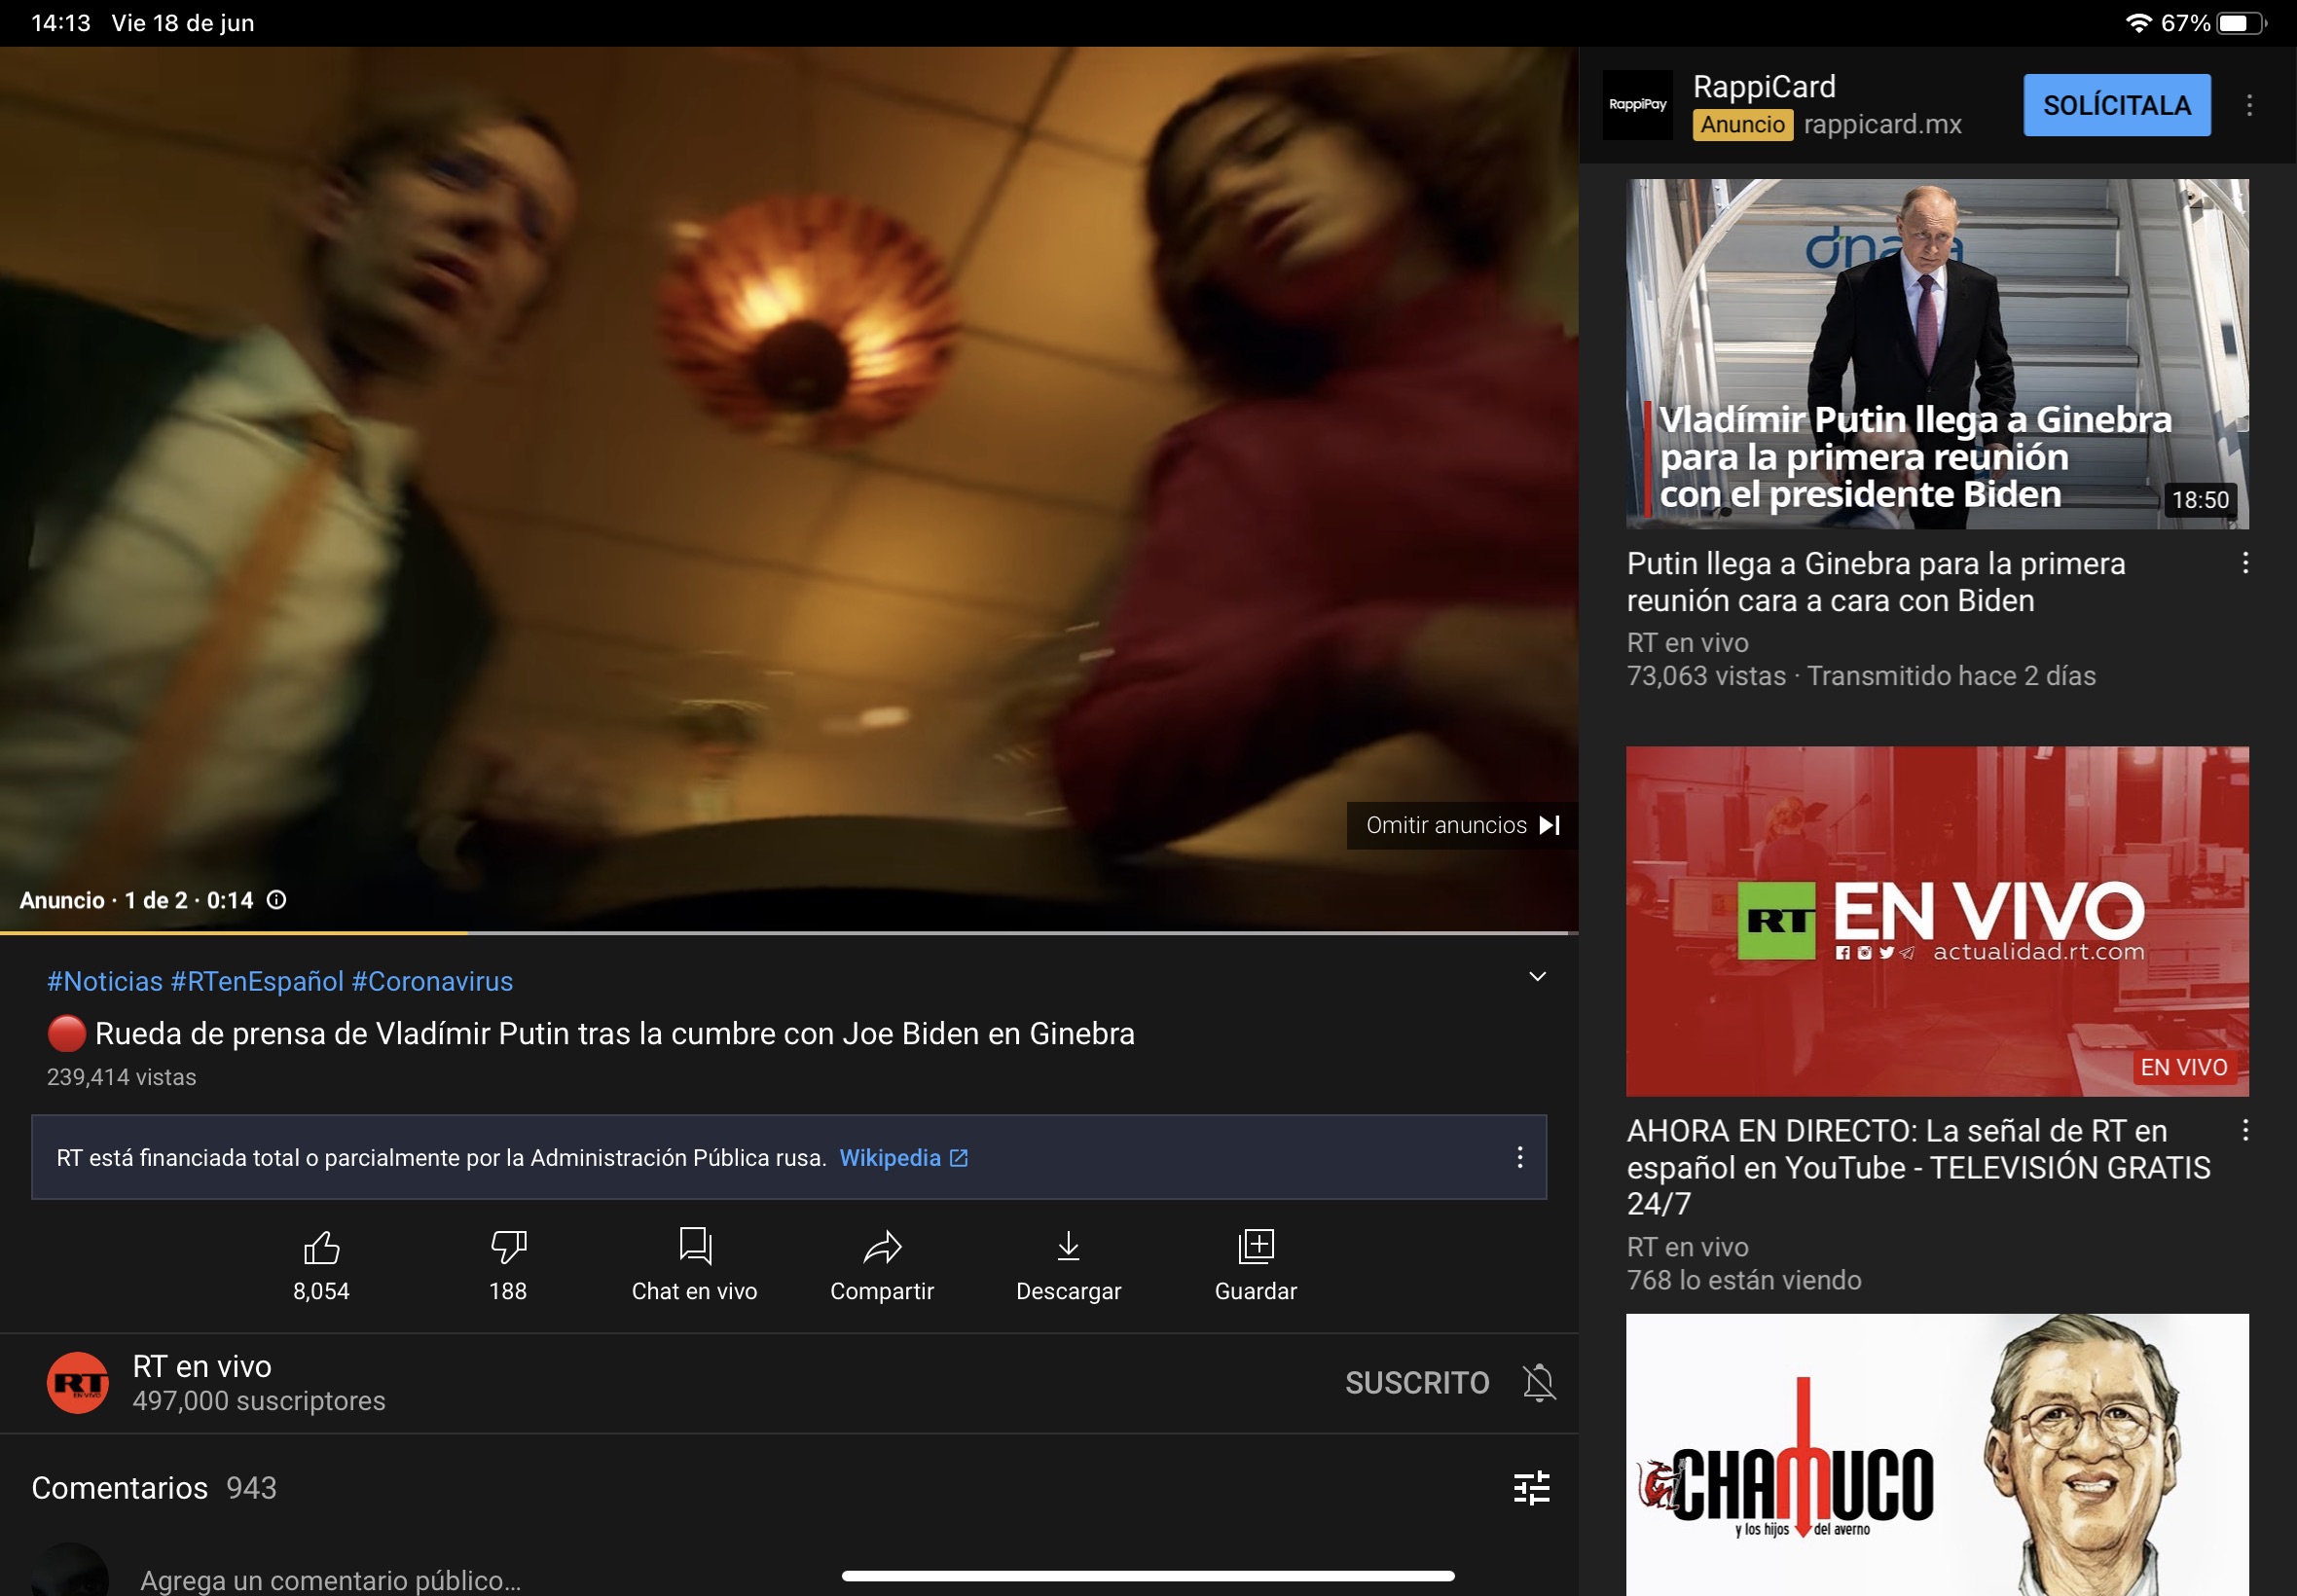 14:13 Vie 18 de jun
67%
Omitir anuncios
Anuncio · 1 de 2 · 0:14
#Noticias #RTenEspañol #Coronavirus
🔴 Rueda de prensa de Vladímir Putin tras la cumbre con Joe Biden en Ginebra
239,414 vistas
RT está financiada total o parcialmente por la Administración Pública rusa. Wikipedia
8,054
188
Chat en vivo
Compartir
Descargar
Guardar
RT
EN VIVO
RT en vivo
497,000 suscriptores
SUSCRITO
Comentarios 943
Agrega un comentario público...
RappiPay
RappiCard
Anuncio rappicard.mx
SOLÍCITALA
Vladímir Putin llega a Ginebra
para la primera reunión
con el presidente Biden
18:50
Putin llega a Ginebra para la primera
reunión cara a cara con Biden
RT en vivo
73,063 vistas · Transmitido hace 2 días
RT EN VIVO
actualidad.rt.com
EN VIVO
AHORA EN DIRECTO: La señal de RT en
español en YouTube - TELEVISIÓN GRATIS
24/7
RT en vivo
768 lo están viendo
CHAMUCO
y los hijos del averno